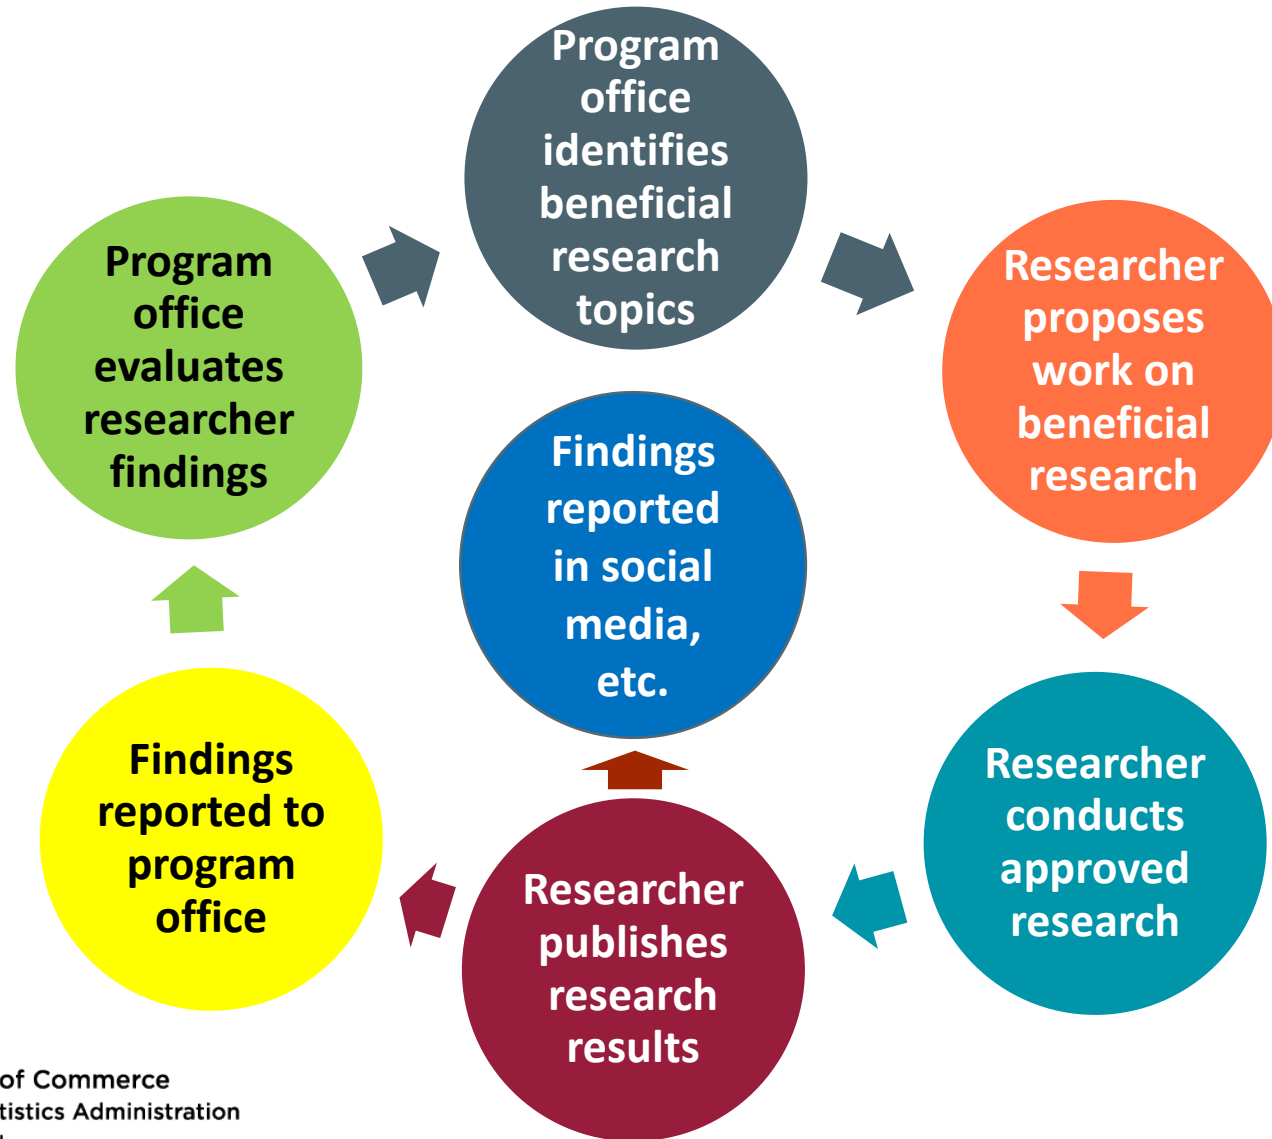 Program
office
identifies
beneficial
research
topics
Researcher
proposes
work on
beneficial
research
Researcher
conducts
approved
research
Researcher
publishes
research
results
Findings
reported
in social
media,
etc.
Findings
reported to
program
office
Program
office
evaluates
researcher
findings
of Commerce
tistics Administration